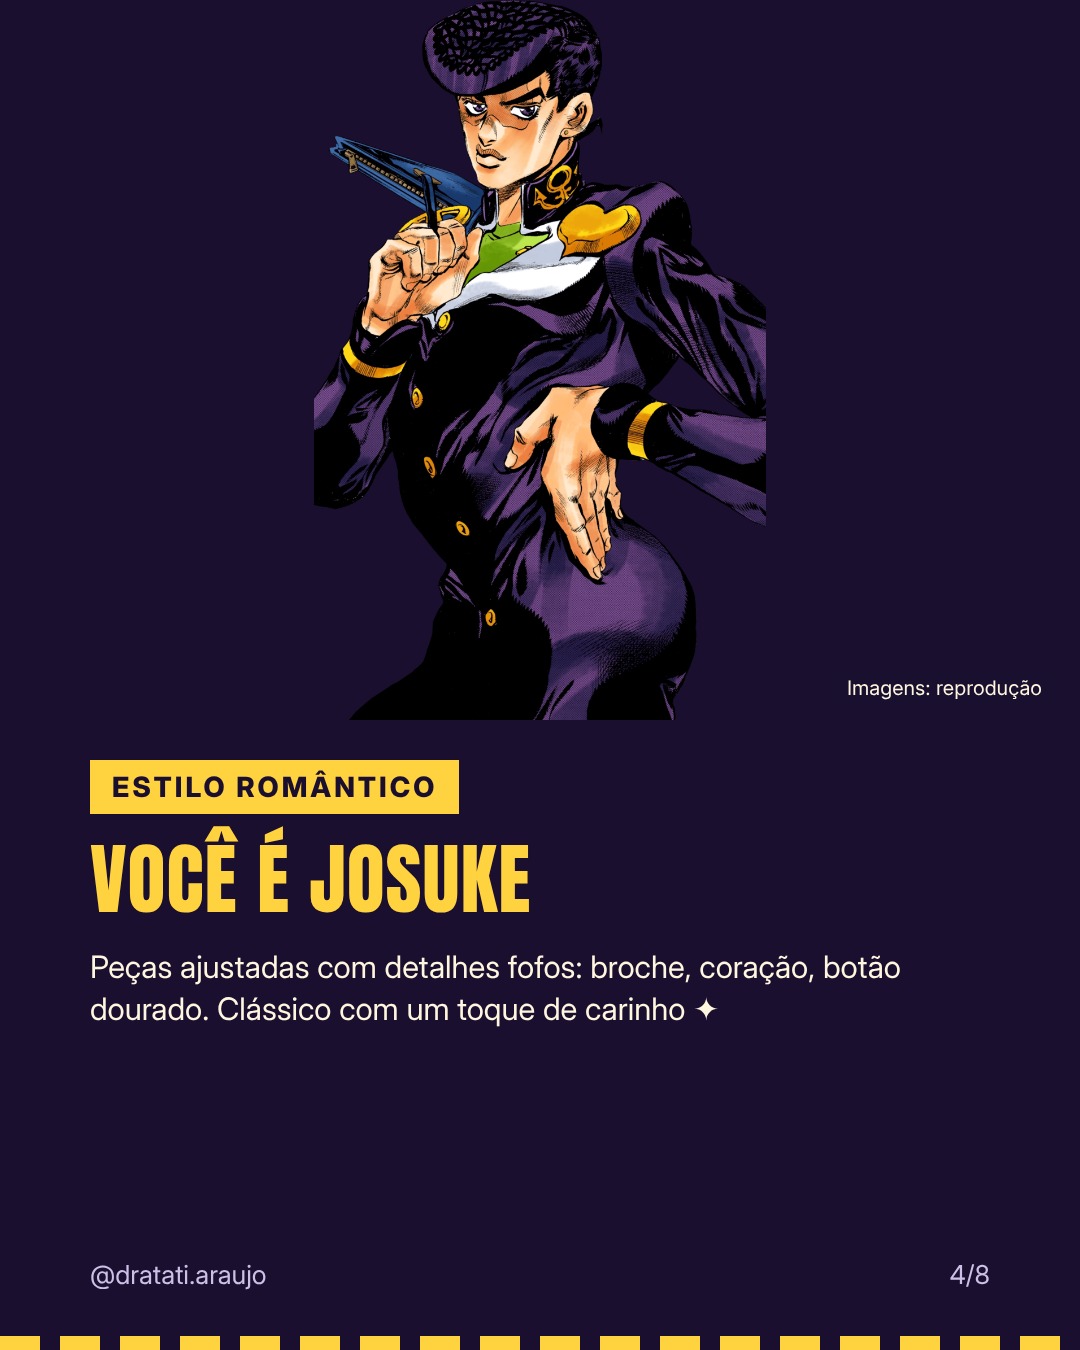 Imagens: reprodução
ESTILO ROMÂNTICO
VOCÊ É JOSUKE
Peças ajustadas com detalhes fofos: broche, coração, botão
dourado. Clássico com um toque de carinho ✦
@dratati.araujo
4/8